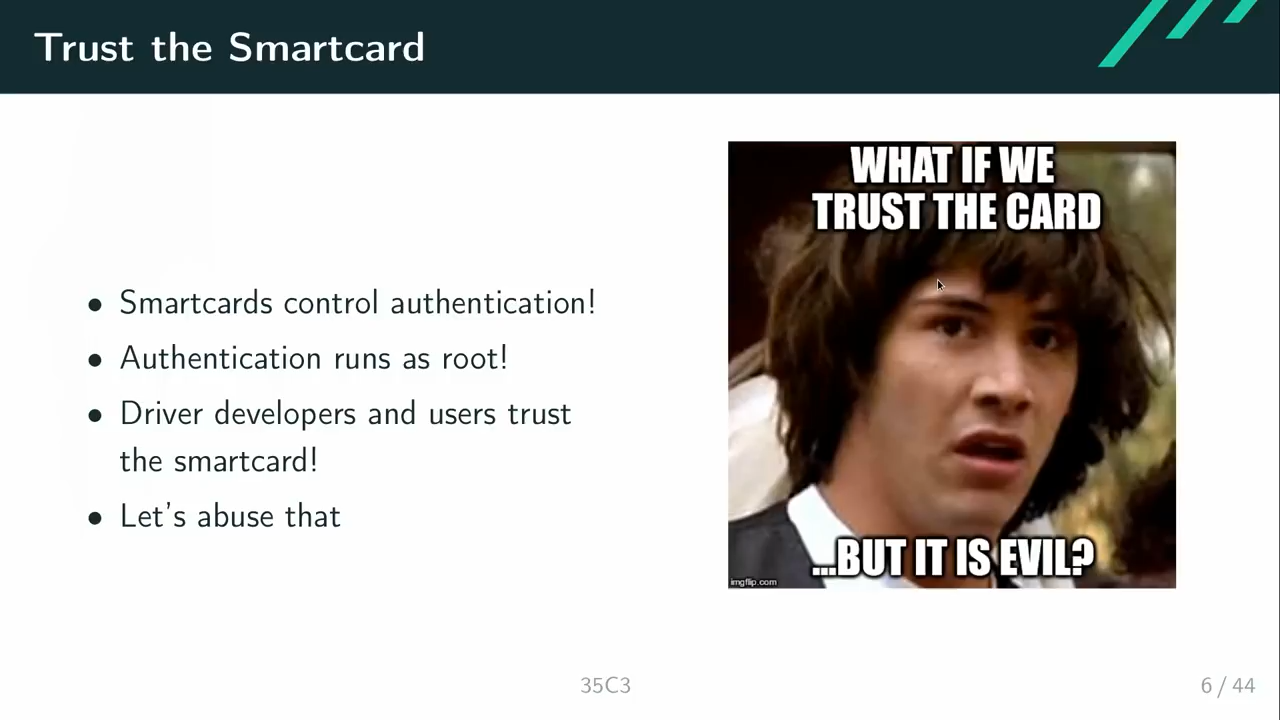 Trust the Smartcard
• Smartcards control authentication!
• Authentication runs as root!
• Driver developers and users trust
the smartcard!
• Let's abuse that
WHAT IF WE
TRUST THE CARD
...BUT IT IS EVIL?
imgflip.com
35C3
6 / 44